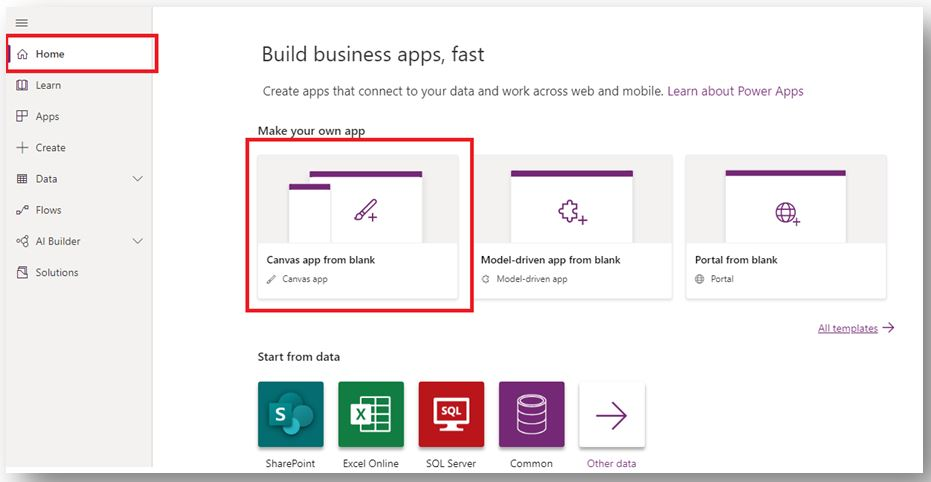 Home
Learn
Apps
Create
Data
Flows
AI Builder
Solutions
Build business apps, fast
Create apps that connect to your data and work across web and mobile. Learn about Power Apps
Make your own app
Canvas app from blank
Canvas app
Model-driven app from blank
Model-driven app
Portal from blank
Portal
All templates
Start from data
S
X
SQL
SharePoint
Excel Online
SQL Server
Common
Other data